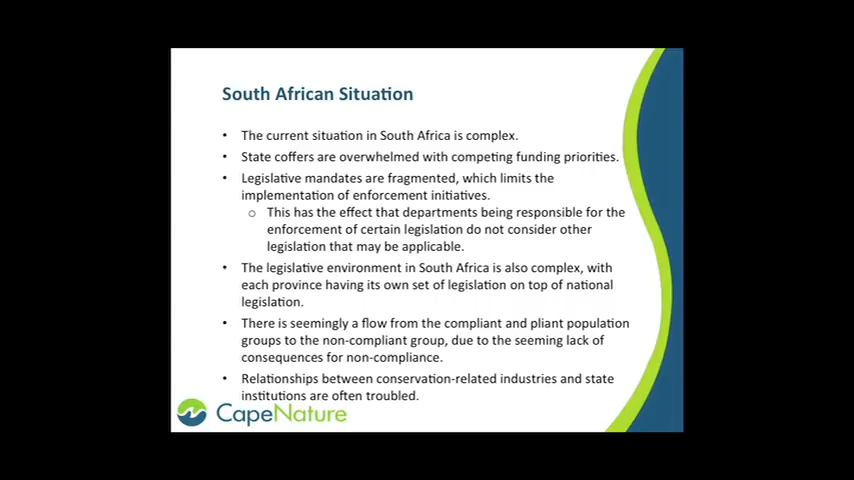 South African Situation
• The current situation in South Africa is complex.
• State coffers are overwhelmed with competing funding priorities.
• Legislative mandates are fragmented, which limits the
implementation of enforcement initiatives.
o This has the effect that departments being responsible for the
enforcement of certain legislation do not consider other
legislation that may be applicable.
• The legislative environment in South Africa is also complex, with
each province having its own set of legislation on top of national
legislation.
• There is seemingly a flow from the compliant and pliant population
groups to the non-compliant group, due to the seeming lack of
consequences for non-compliance.
• Relationships between conservation-related industries and state
institutions are often troubled.
CapeNature